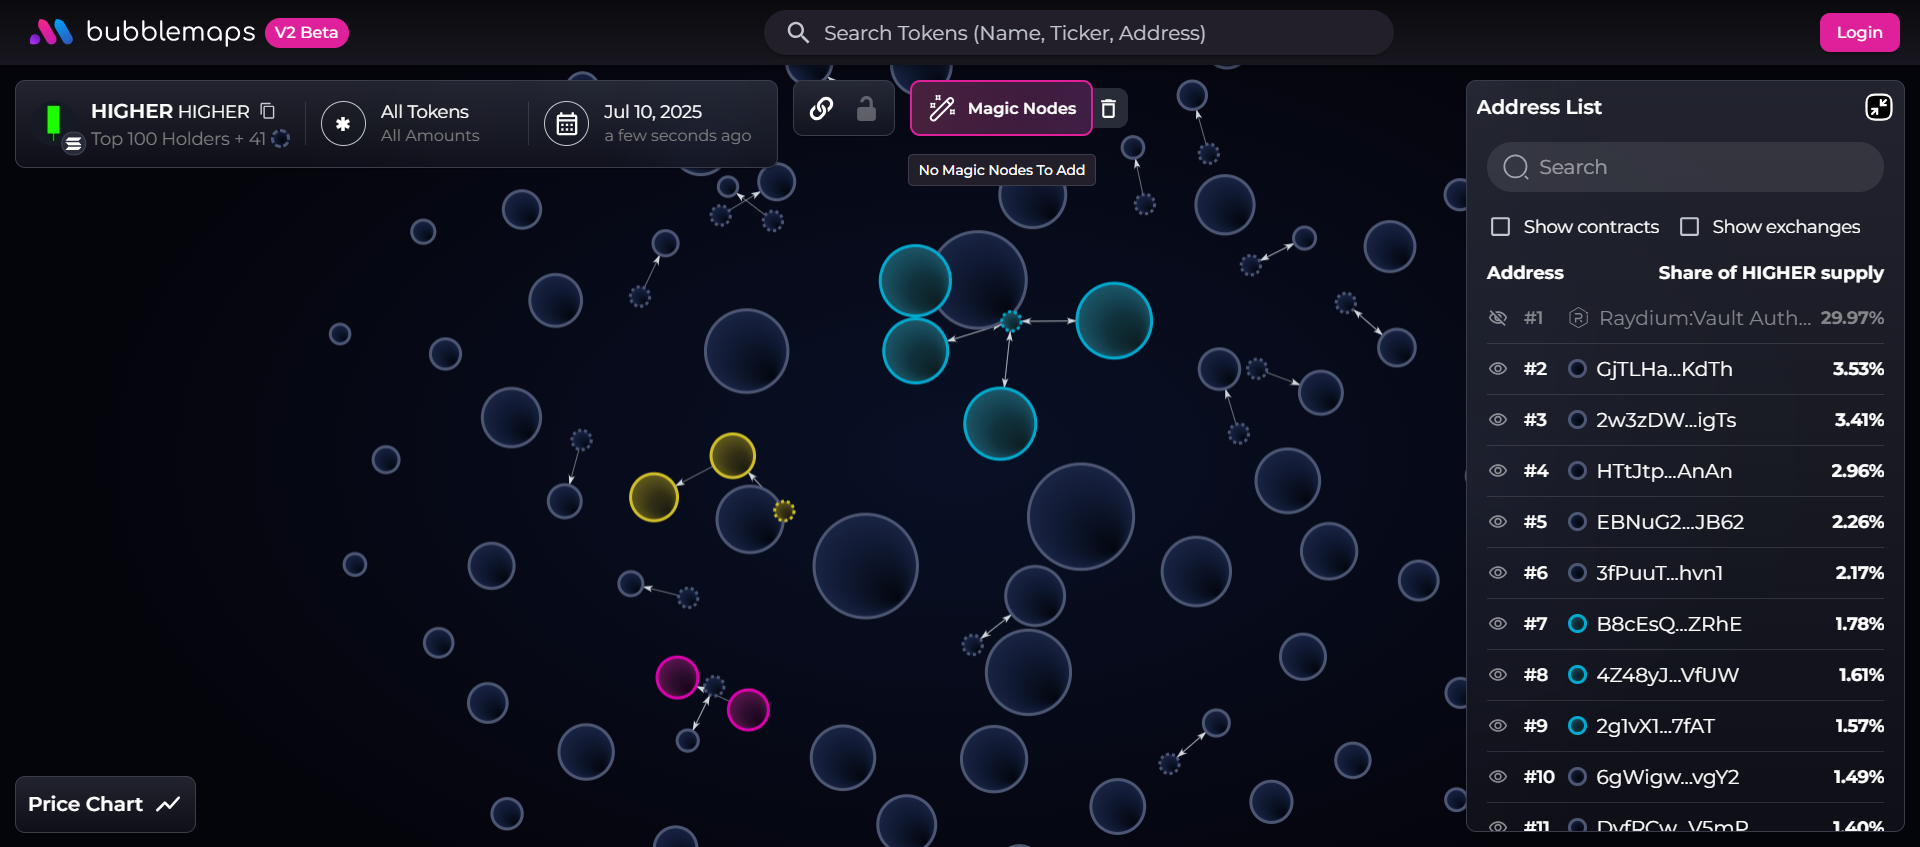 bubblemaps V2 Beta
Search Tokens (Name, Ticker, Address)
Login
HIGHER HIGHER
Top 100 Holders + 41
All Tokens
All Amounts
Jul 10, 2025
a few seconds ago
Magic Nodes
No Magic Nodes To Add
Address List
Search
Show contracts Show exchanges
Address Share of HIGHER supply
#1 Raydium:Vault Auth... 29.97%
#2 GjTLHa...KdTh 3.53%
#3 2w3zDW...igTs 3.41%
#4 HTtJtp...AnAn 2.96%
#5 EBNuG2...JB62 2.26%
#6 3fPuuT...hvn1 2.17%
#7 B8cEsQ...ZRhE 1.78%
#8 4Z48yJ...VfUW 1.61%
#9 2g1vX1...7fAT 1.57%
#10 6gWigw...vgY2 1.49%
#11 1.40%
Price Chart